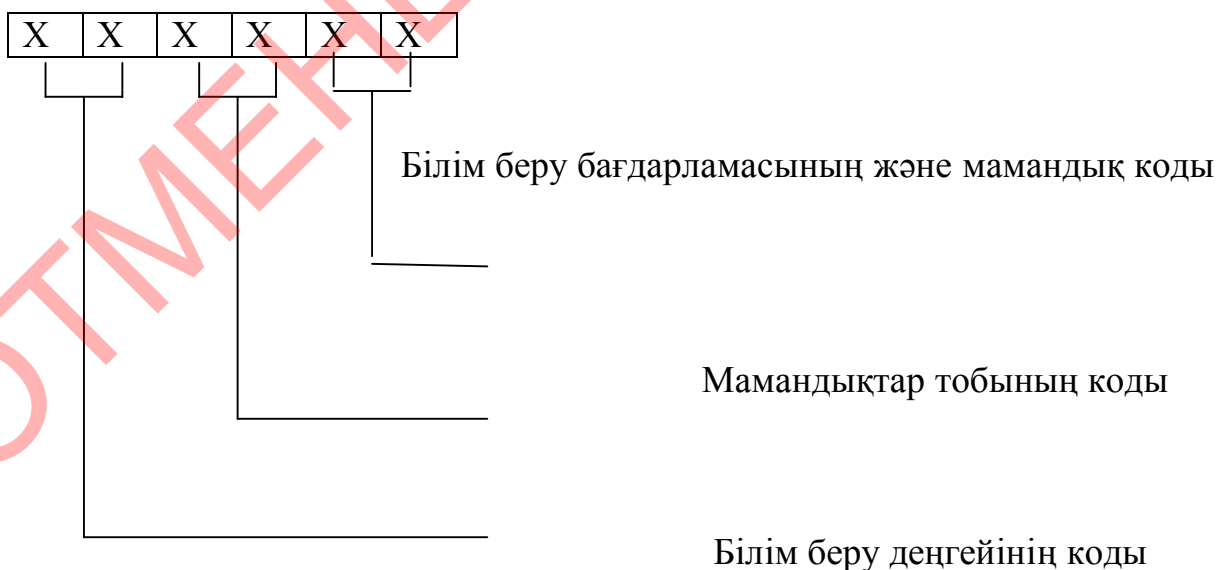 X X X X X X
Білім беру бағдарламасының және мамандық коды
Мамандықтар тобының коды
Білім беру деңгейінің коды